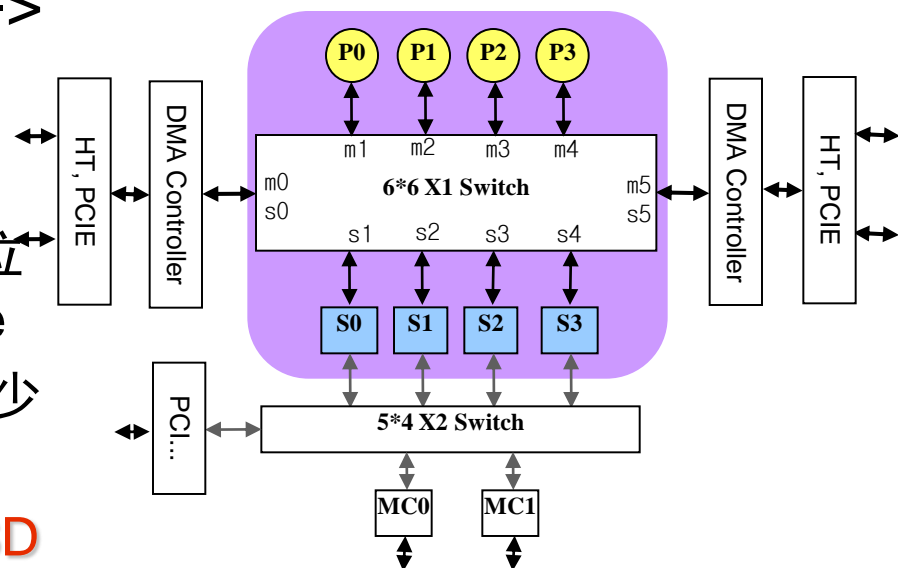 ->
P0 P1 P2 P3
m1 m2 m3 m4
m0 6*6 X1 Switch m5
s0 s5
s1 s2 s3 s4
HT, PCIE
DMA Controller
DMA Controller
HT, PCIE
立
e
少
D
S0 S1 S2 S3
5*4 X2 Switch
PCI...
MC0 MC1